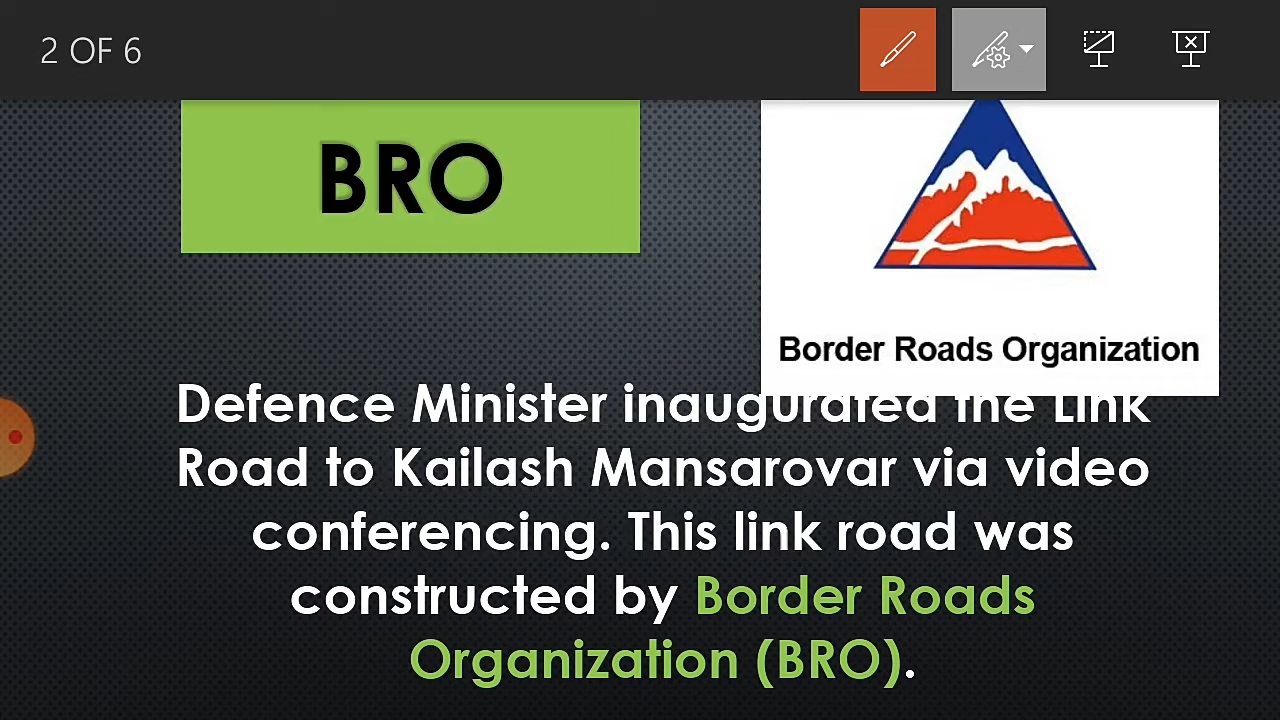 2 OF 6
BRO
Border Roads Organization
Defence Minister inaugurated the Link
Road to Kailash Mansarovar via video
conferencing. This link road was
constructed by Border Roads
Organization (BRO).